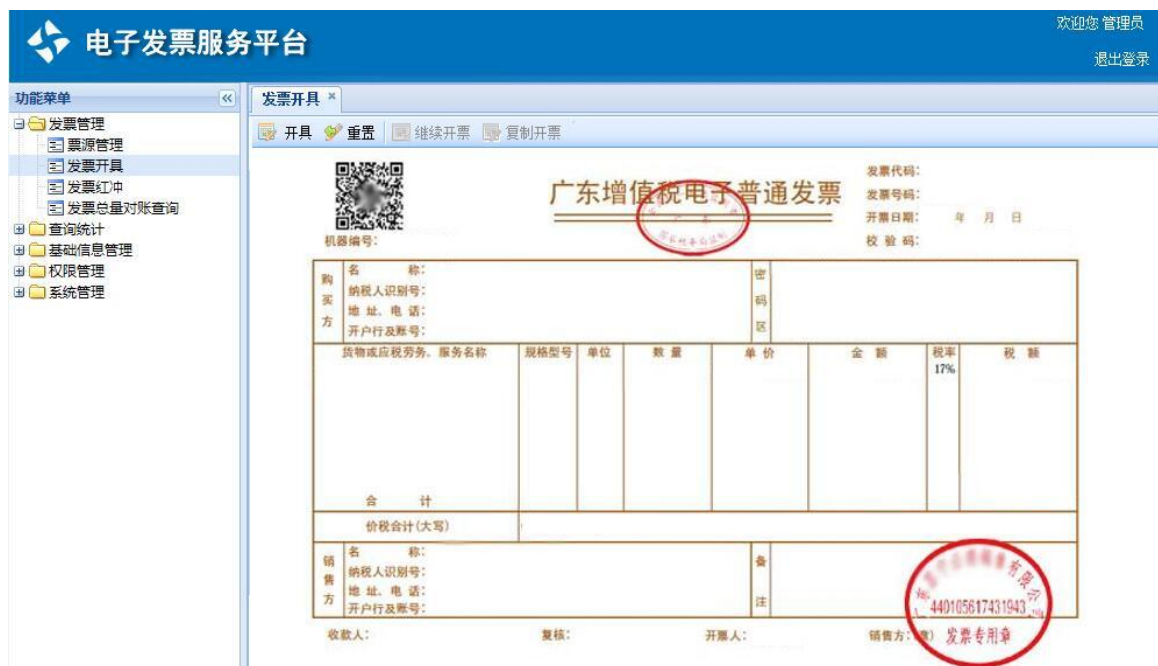 欢迎您 管理员
电子发票服务平台
退出登录
功能菜单
发票开具
发票管理
票源管理
发票开具
发票红冲
发票总量对账查询
查询统计
基础信息管理
权限管理
系统管理
开具 重置 继续开票 复制开票
广东增值税电子普通发票
发票代码：
发票号码：
开票日期： 年 月 日
校 验 码：
机器编号：
购买方
名 称：
纳税人识别号：
地 址、电 话：
开户行及账号：
密码区
货物或应税劳务、服务名称 规格型号 单位 数 量 单 价 金 额 税率 税 额
17%
合 计
价税合计(大写)
销售方
名 称：
纳税人识别号：
地 址、电 话：
开户行及账号：
备注
有限公司
440105617431943
发票专用章
收款人： 复核： 开票人： 销售方：(章)